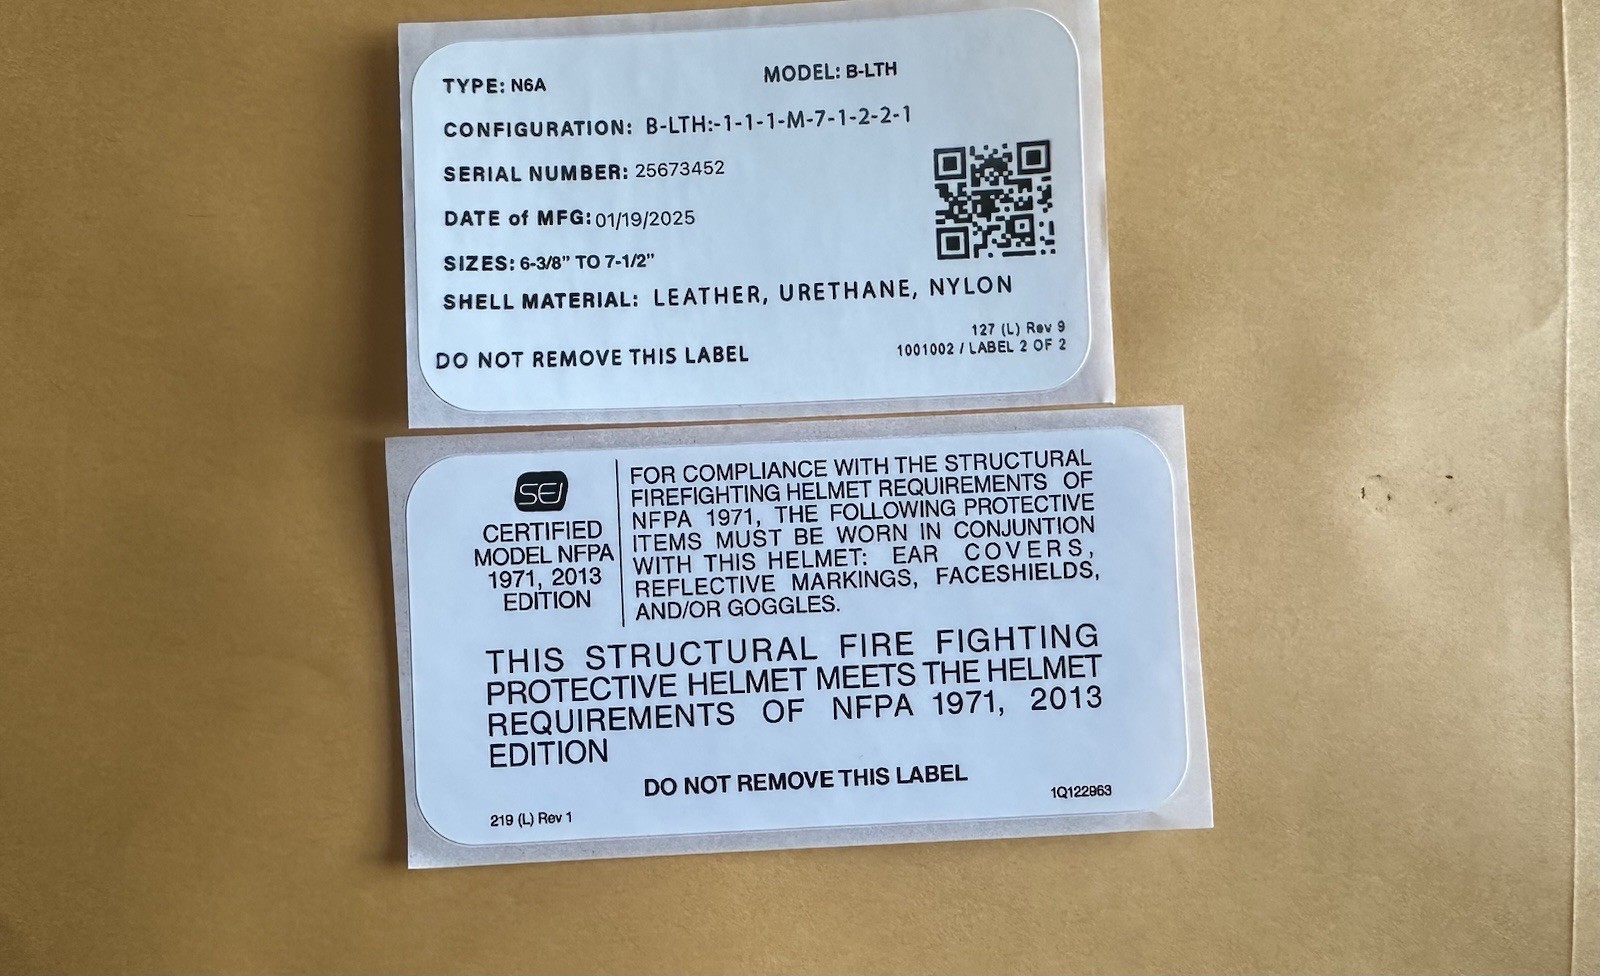 TYPE: N6A MODEL: B-LTH
CONFIGURATION: B-LTH:-1-1-1-M-7-1-2-2-1
SERIAL NUMBER: 25673452
DATE of MFG: 01/19/2025
SIZES: 6-3/8" TO 7-1/2"
SHELL MATERIAL: LEATHER, URETHANE, NYLON
127 (L) Rev 9
1001002 / LABEL 2 OF 2
DO NOT REMOVE THIS LABEL
SEI
CERTIFIED
MODEL NFPA
1971, 2013
EDITION
FOR COMPLIANCE WITH THE STRUCTURAL
FIREFIGHTING HELMET REQUIREMENTS OF
NFPA 1971, THE FOLLOWING PROTECTIVE
ITEMS MUST BE WORN IN CONJUNTION
WITH THIS HELMET: EAR COVERS,
REFLECTIVE MARKINGS, FACESHIELDS,
AND/OR GOGGLES.
THIS STRUCTURAL FIRE FIGHTING
PROTECTIVE HELMET MEETS THE HELMET
REQUIREMENTS OF NFPA 1971, 2013
EDITION
DO NOT REMOVE THIS LABEL
219 (L) Rev 1
1Q122963